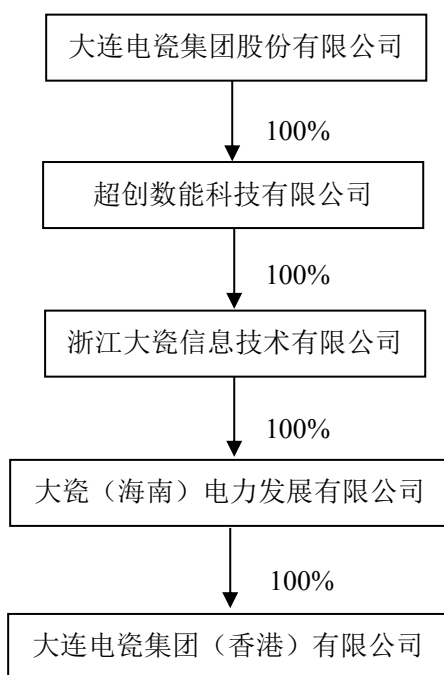 大连电瓷集团股份有限公司
100%
超创数能科技有限公司
100%
浙江大瓷信息技术有限公司
100%
大瓷（海南）电力发展有限公司
100%
大连电瓷集团（香港）有限公司